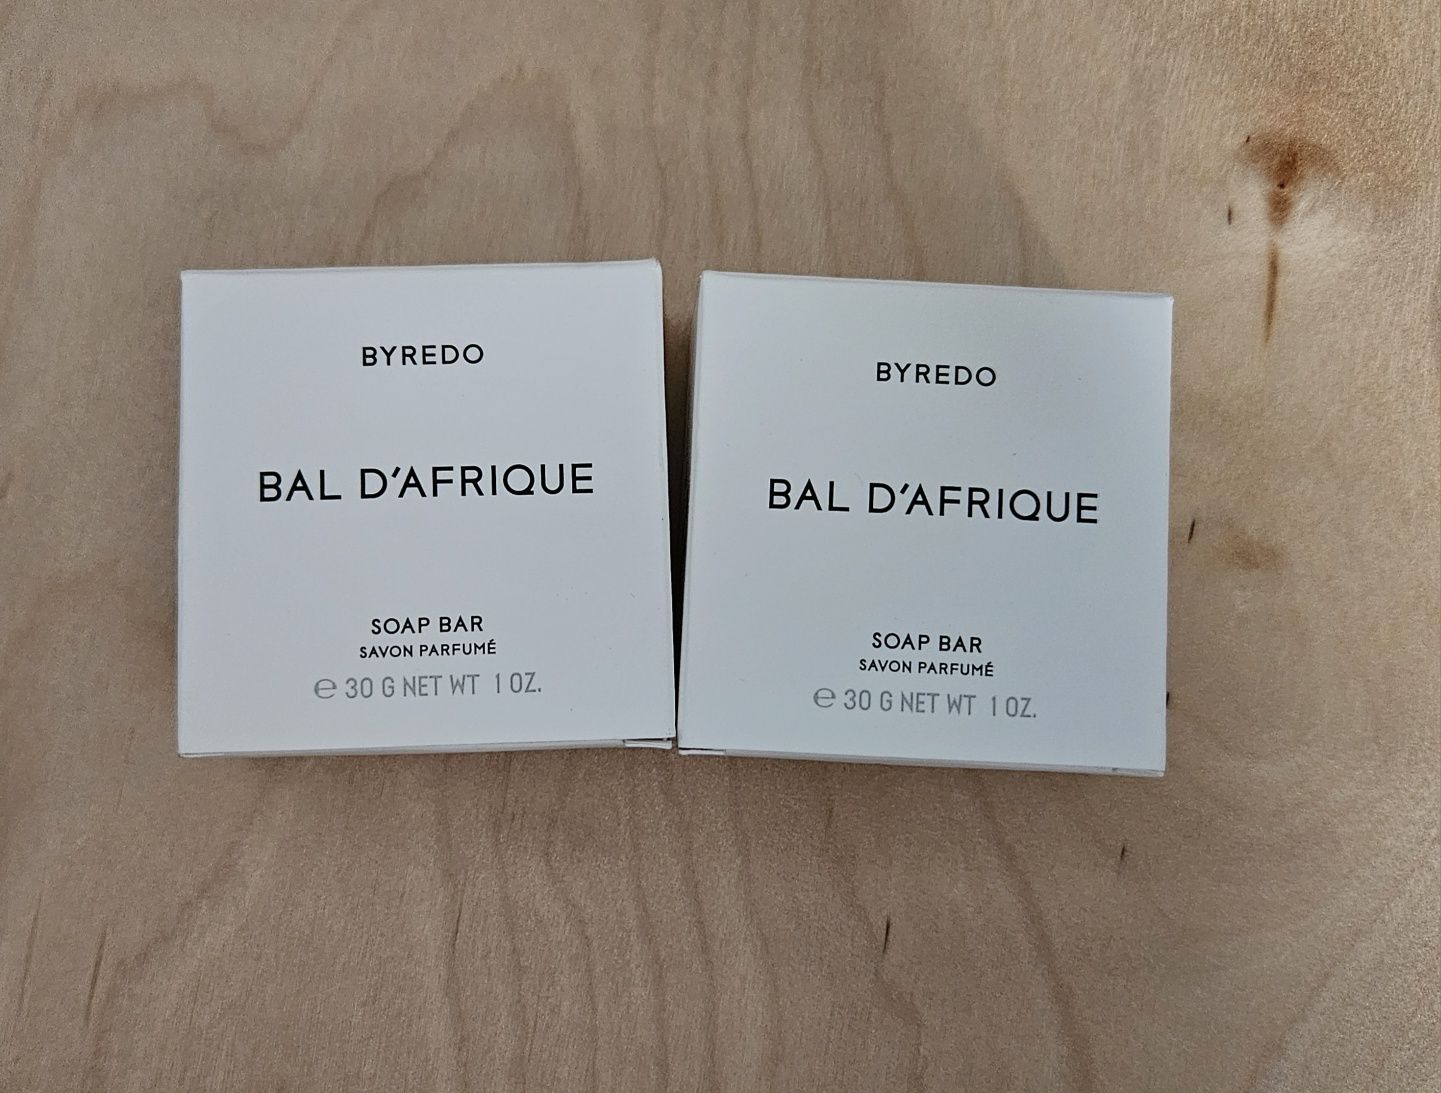 BYREDO
BAL D'AFRIQUE
SOAP BAR
SAVON PARFUMÉ
℮ 30 G NET WT 1 OZ.
BYREDO
BAL D'AFRIQUE
SOAP BAR
SAVON PARFUMÉ
℮ 30 G NET WT 1 OZ.